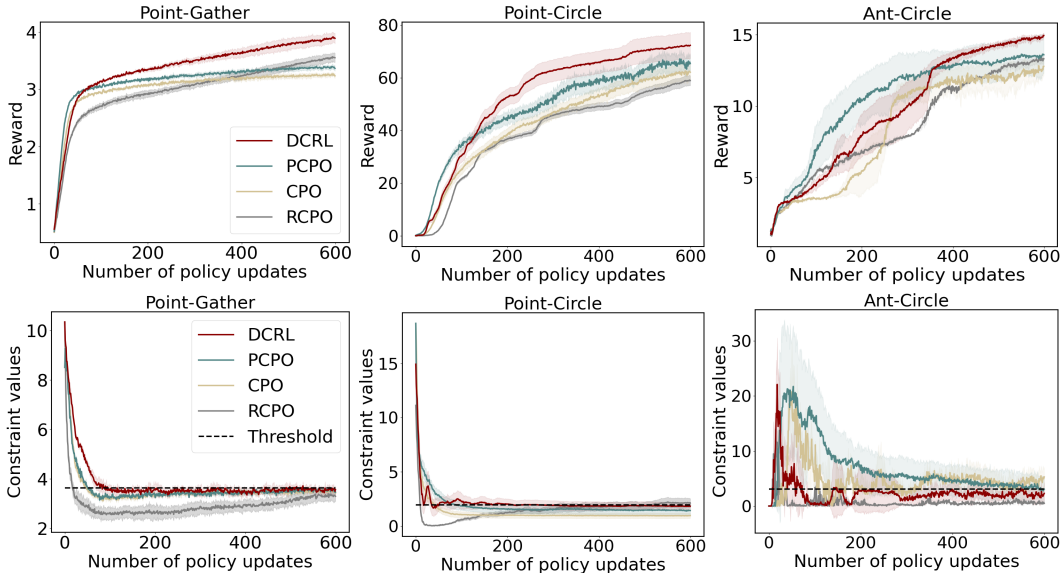 Point-Gather
Point-Circle
Ant-Circle
Reward
4
3
2
1
DCRL
PCPO
CPO
RCPO
0
200
400
600
Number of policy updates
Reward
80
60
40
20
0
0
200
400
600
Number of policy updates
Reward
15
10
5
0
200
400
600
Number of policy updates
Point-Gather
Point-Circle
Ant-Circle
Constraint values
10
8
6
4
2
DCRL
PCPO
CPO
RCPO
Threshold
0
200
400
600
Number of policy updates
Constraint values
15
10
5
0
0
200
400
600
Number of policy updates
Constraint values
30
20
10
0
0
200
400
600
Number of policy updates